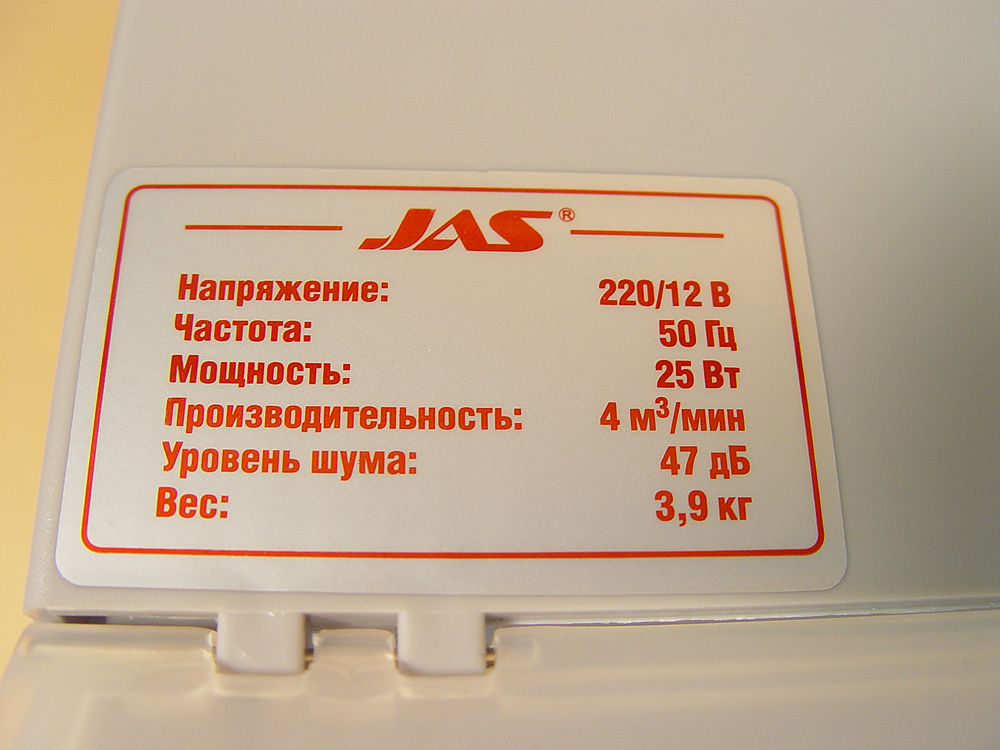 JAS®
Напряжение: 220/12 В
Частота: 50 Гц
Мощность: 25 Вт
Производительность: 4 м³/мин
Уровень шума: 47 дБ
Вес: 3,9 кг